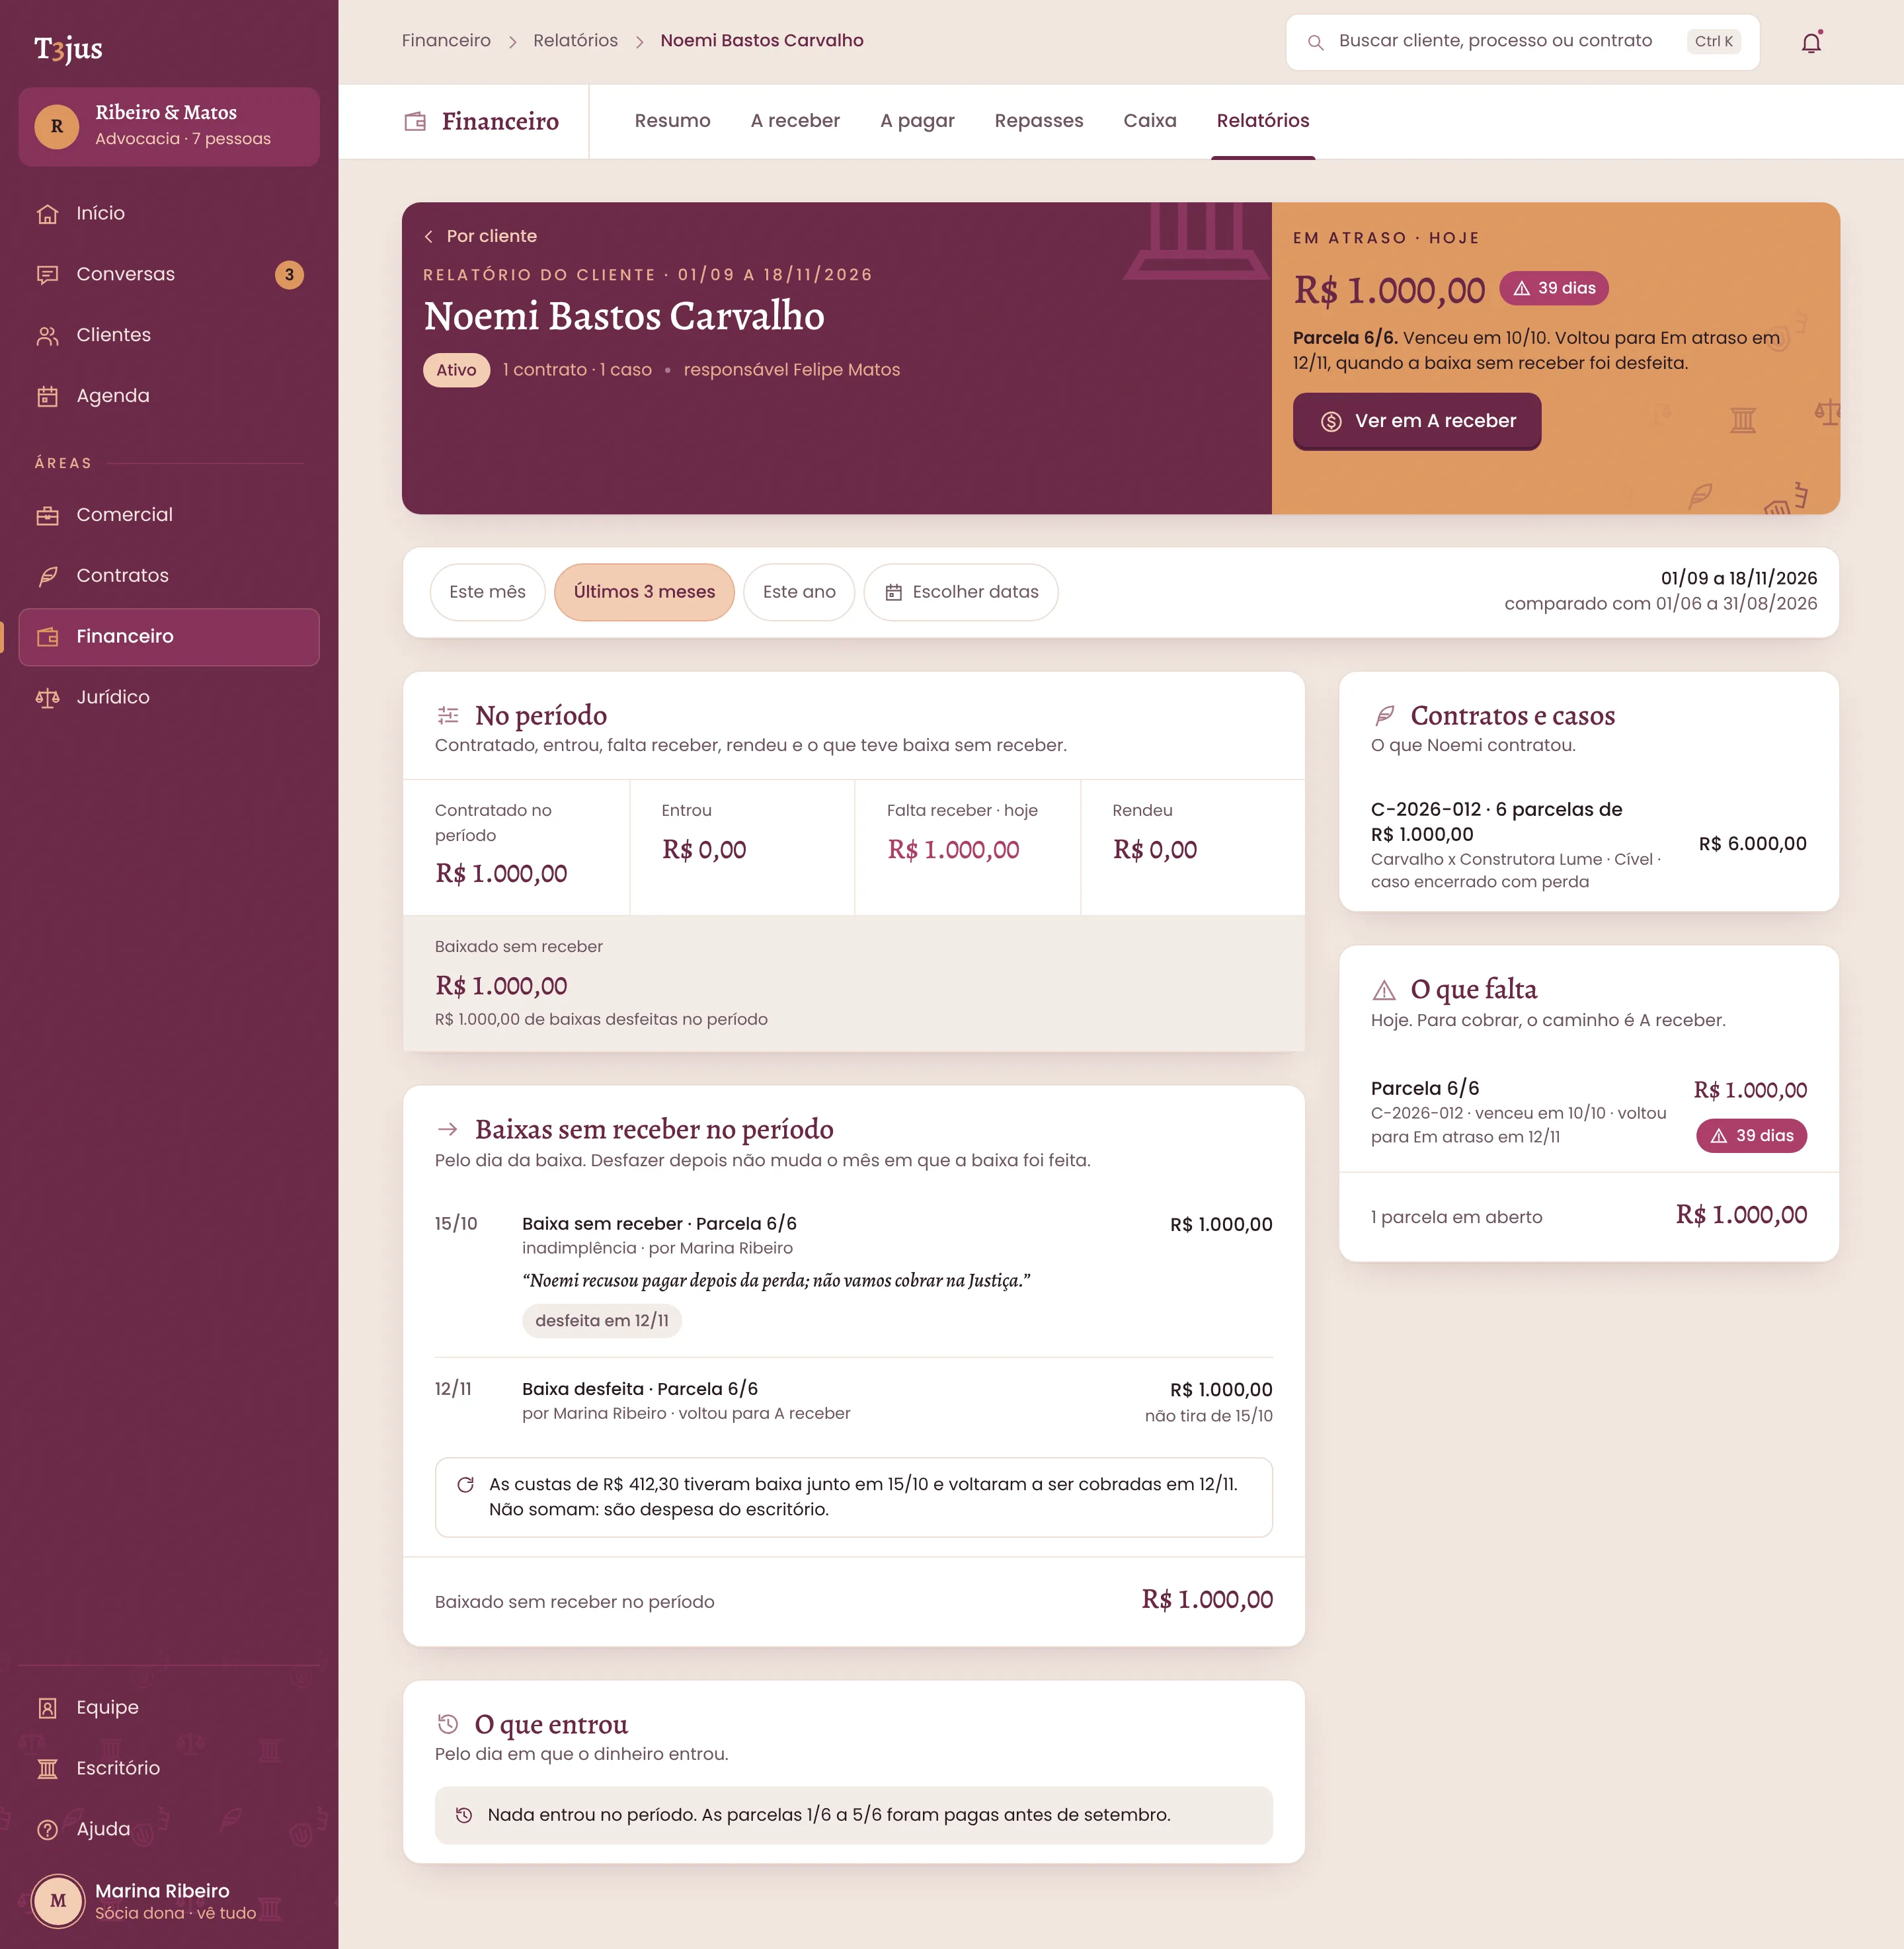 T3jus
R
Ribeiro & Matos
Advocacia · 7 pessoas
Início
Conversas
3
Clientes
Agenda
ÁREAS
Comercial
Contratos
Financeiro
Jurídico
Equipe
Escritório
Ajuda
M
Marina Ribeiro
Sócia dona · vê tudo
Financeiro
Relatórios
Noemi Bastos Carvalho
Buscar cliente, processo ou contrato
Ctrl K
Financeiro
Resumo
A receber
A pagar
Repasses
Caixa
Relatórios
Por cliente
RELATÓRIO DO CLIENTE · 01/09 A 18/11/2026
Noemi Bastos Carvalho
Ativo
1 contrato · 1 caso • responsável Felipe Matos
EM ATRASO · HOJE
R$ 1.000,00
39 dias
Parcela 6/6. Venceu em 10/10. Voltou para Em atraso em
12/11, quando a baixa sem receber foi desfeita.
Ver em A receber
Este mês
Últimos 3 meses
Este ano
Escolher datas
01/09 a 18/11/2026
comparado com 01/06 a 31/08/2026
No período
Contratado, entrou, falta receber, rendeu e o que teve baixa sem receber.
Contratado no
período
R$ 1.000,00
Entrou
R$ 0,00
Falta receber · hoje
R$ 1.000,00
Rendeu
R$ 0,00
Baixado sem receber
R$ 1.000,00
R$ 1.000,00 de baixas desfeitas no período
Baixas sem receber no período
Pelo dia da baixa. Desfazer depois não muda o mês em que a baixa foi feita.
15/10
Baixa sem receber · Parcela 6/6
R$ 1.000,00
inadimplência · por Marina Ribeiro
“Noemi recusou pagar depois da perda; não vamos cobrar na Justiça.”
desfeita em 12/11
12/11
Baixa desfeita · Parcela 6/6
R$ 1.000,00
por Marina Ribeiro · voltou para A receber
não tira de 15/10
As custas de R$ 412,30 tiveram baixa junto em 15/10 e voltaram a ser cobradas em 12/11.
Não somam: são despesa do escritório.
Baixado sem receber no período
R$ 1.000,00
O que entrou
Pelo dia em que o dinheiro entrou.
Nada entrou no período. As parcelas 1/6 a 5/6 foram pagas antes de setembro.
Contratos e casos
O que Noemi contratou.
C-2026-012 · 6 parcelas de
R$ 1.000,00
R$ 6.000,00
Carvalho x Construtora Lume · Cível ·
caso encerrado com perda
O que falta
Hoje. Para cobrar, o caminho é A receber.
Parcela 6/6
R$ 1.000,00
C-2026-012 · venceu em 10/10 · voltou
para Em atraso em 12/11
39 dias
1 parcela em aberto
R$ 1.000,00